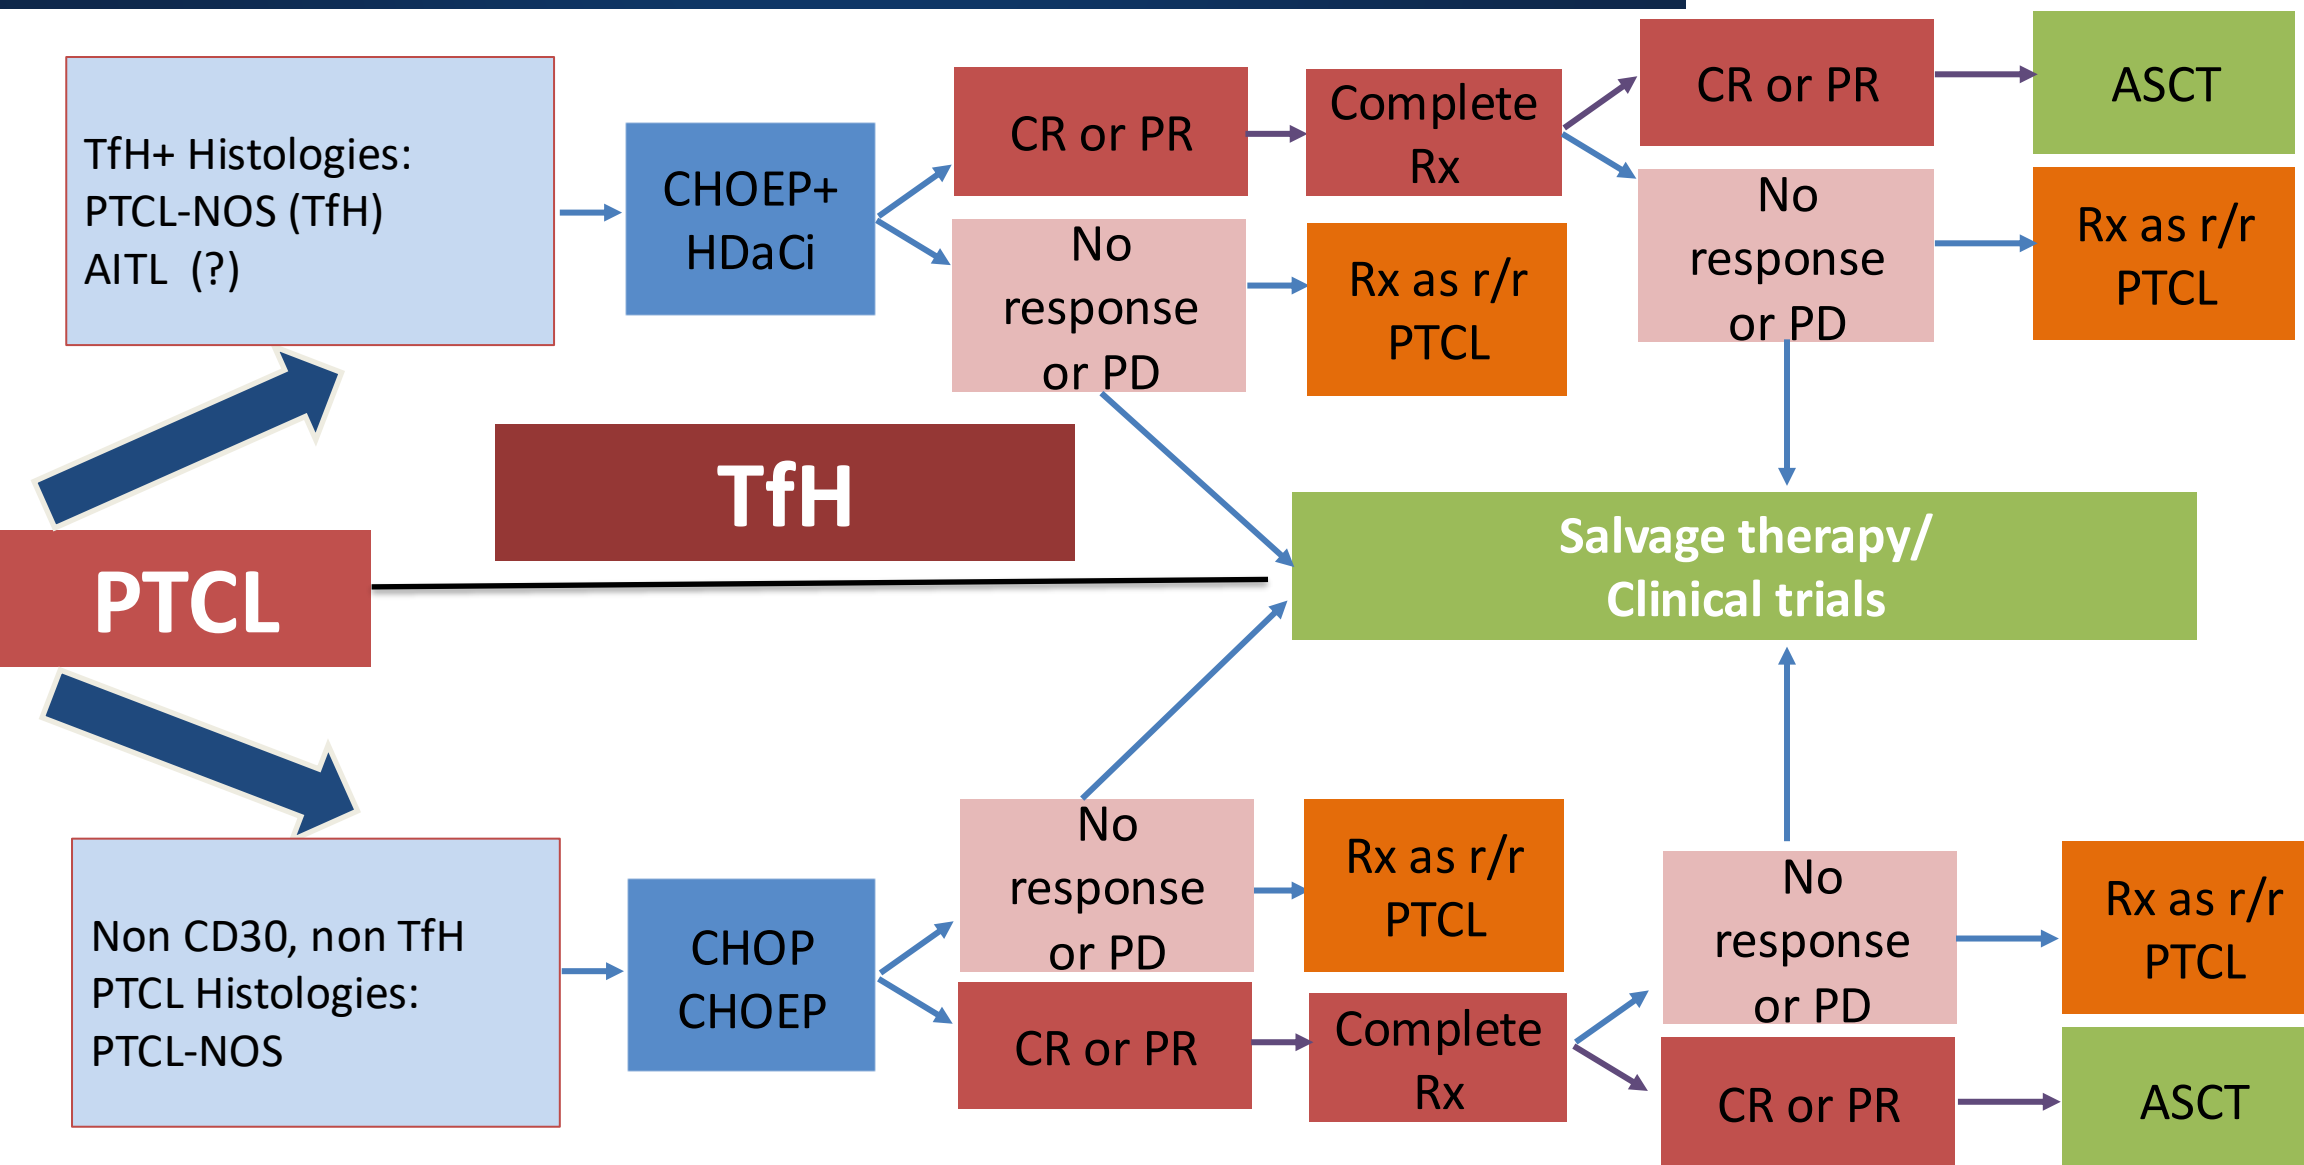 TfH+ Histologies:
PTCL-NOS (TfH)
AITL  (?)
CHOEP+
HDaCi
CR or PR
Complete
Rx
CR or PR
ASCT
No
response
or PD
Rx as r/r
PTCL
No
response
or PD
Rx as r/r
PTCL
TfH
PTCL
Salvage therapy/
Clinical trials
Non CD30, non TfH
PTCL Histologies:
PTCL-NOS
CHOP
CHOEP
No
response
or PD
Rx as r/r
PTCL
CR or PR
Complete
Rx
No
response
or PD
Rx as r/r
PTCL
CR or PR
ASCT